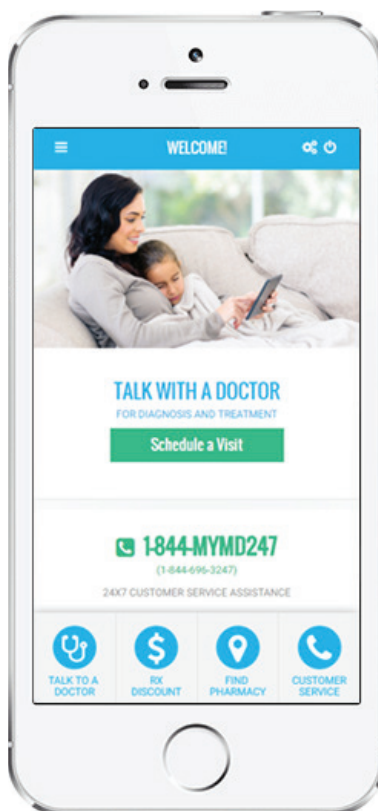 WELCOME!
TALK WITH A DOCTOR
FOR DIAGNOSIS AND TREATMENT
Schedule a Visit
1-844-MYMD247
(1-844-696-3247)
24X7 CUSTOMER SERVICE ASSISTANCE
TALK TO A
DOCTOR
RX
DISCOUNT
FIND
PHARMACY
CUSTOMER
SERVICE